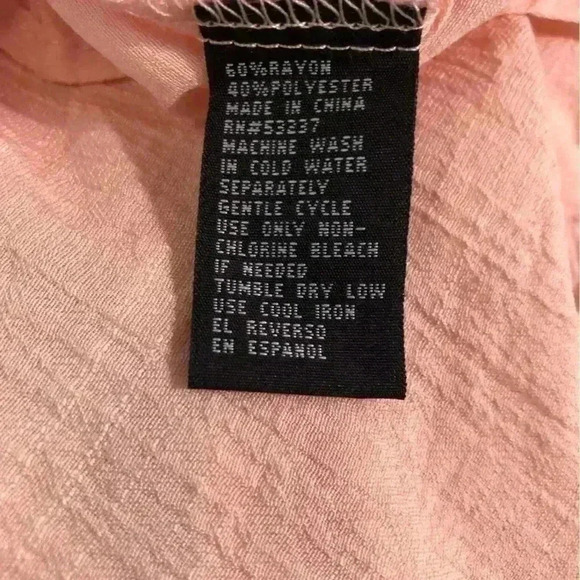 60%RAYON
40%POLYESTER
MADE IN CHINA
RN#53237
MACHINE WASH
IN COLD WATER
SEPARATELY
GENTLE CYCLE
USE ONLY NON-
CHLORINE BLEACH
IF NEEDED
TUMBLE DRY LOW
USE COOL IRON
EL REVERSO
EN ESPANOL